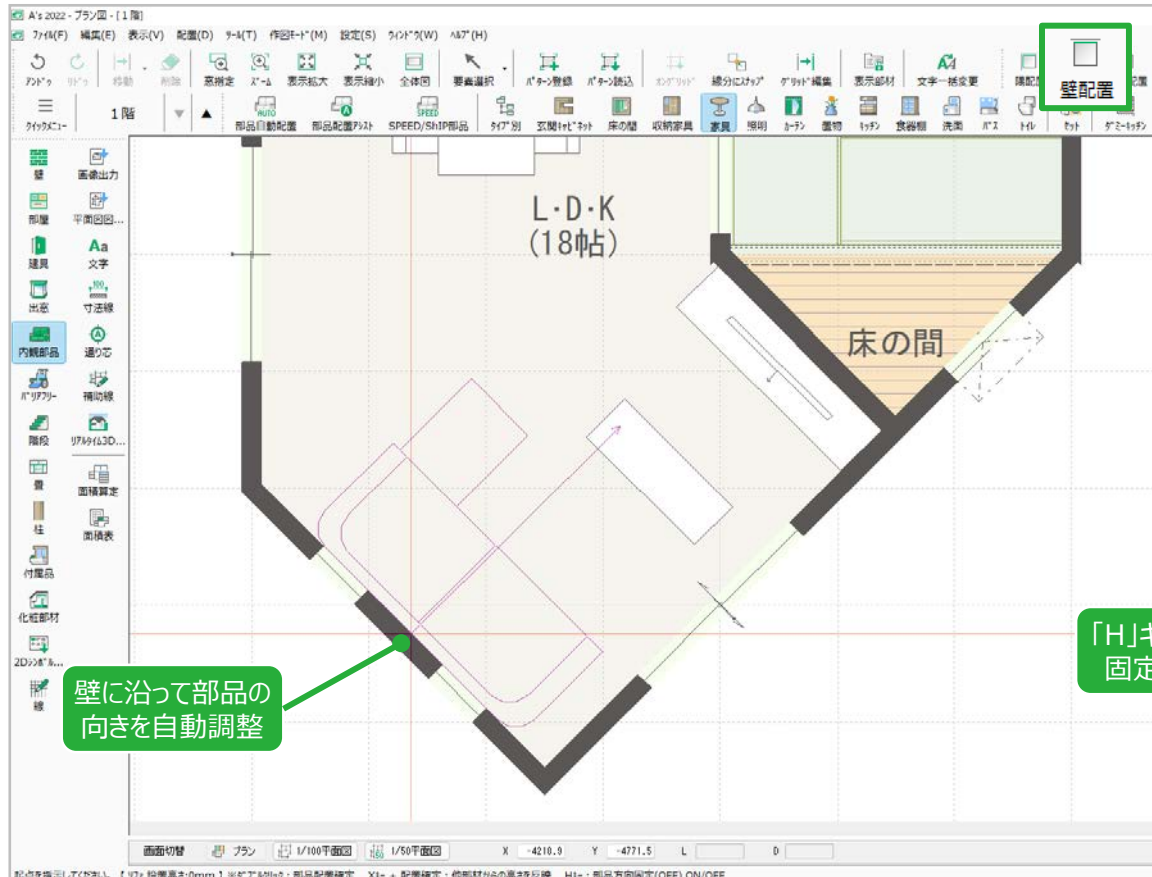 A's 2022 - プラン図 - [1 階]
ファイル(F) 編集(E) 表示(V) 配置(D) ツール(T) 作図モード(M) 設定(S) ウィンドウ(W) ヘルプ(H)
アンドゥ リドゥ 移動 削除 窓指定 ズーム 表示拡大 表示縮小 全体図 要素選択 パターン登録 パターン読込 オングリッド 線分にスナップ グリッド編集 表示部材 文字一括変更
壁配置
クイックメニュー 1階 部品自動配置 部品配置アシスト SPEED/ShIP部品 タイプ別 玄関キャビネット 床の間 収納家具 家具 照明 カーテン 置物 キッチン 食器棚 洗面 バス トイレ セット ダミーキッチン
壁 画像出力
部屋 平面図図...
建具 文字
出窓 寸法線
内観部品 通り芯
バリアフリー 補助線
階段 リアルタイム3D...
畳 面積算定
柱 面積表
付属品
化粧部材
2Dシンボル...
線
L・D・K
(18帖)
床の間
壁に沿って部品の
向きを自動調整
「H」キ
固定
画面切替 プラン 1/100平面図 1/50平面図 X -4210.9 Y -4771.5 L D